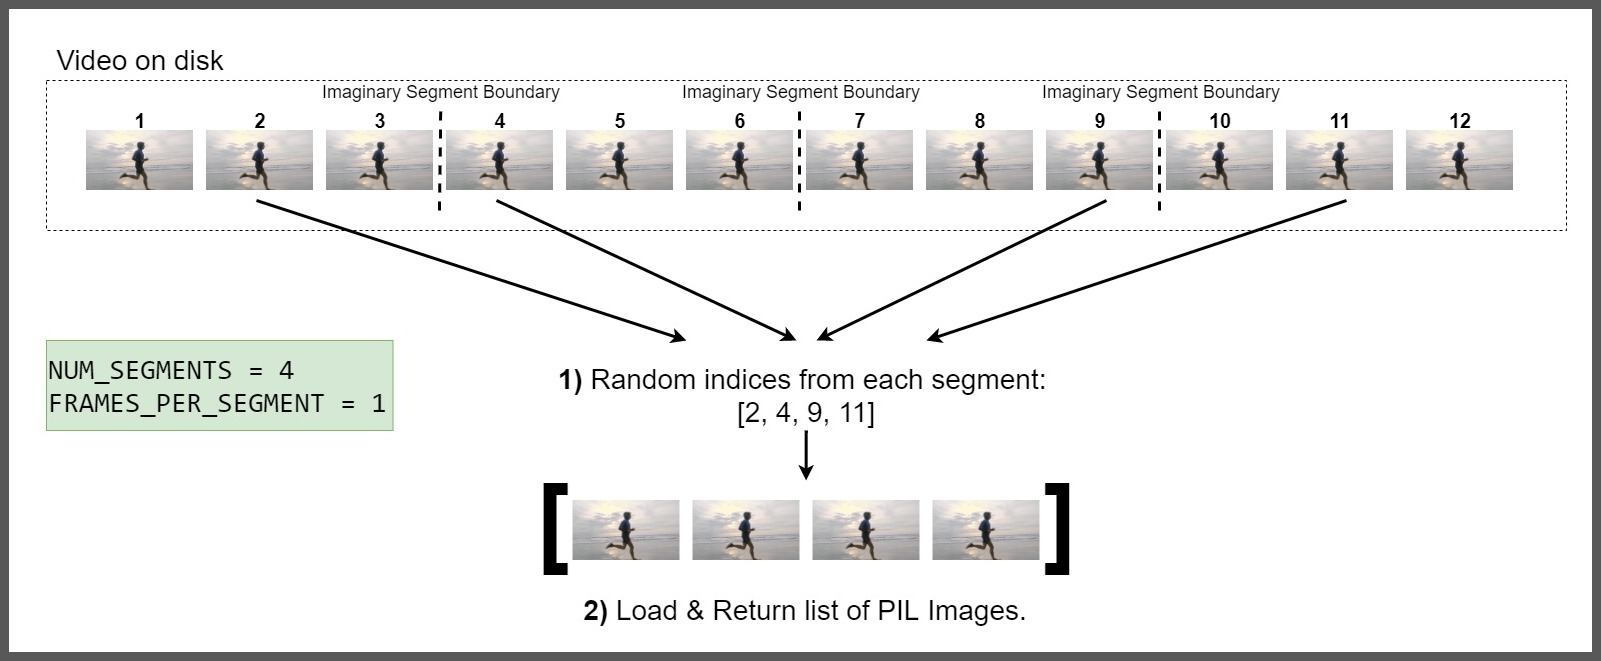 Video on disk
Imaginary Segment Boundary Imaginary Segment Boundary Imaginary Segment Boundary
1 2 3 4 5 6 7 8 9 10 11 12
NUM_SEGMENTS = 4
FRAMES_PER_SEGMENT = 1
1) Random indices from each segment:
[2, 4, 9, 11]
[ ]
2) Load & Return list of PIL Images.